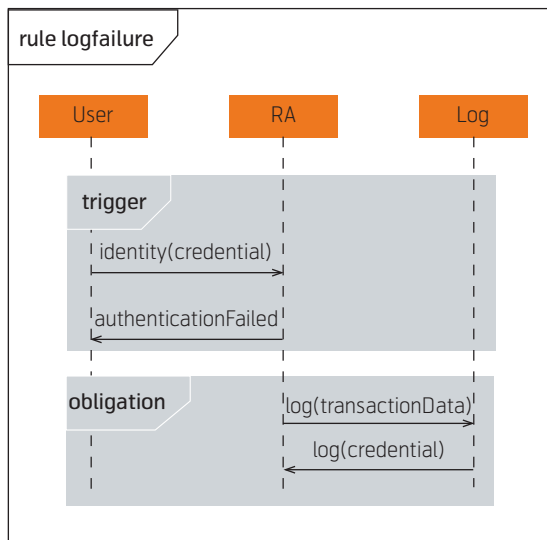 rule logfailure
User
RA
Log
trigger
identity(credential)
authenticationFailed
obligation
log(transactionData)
log(credential)